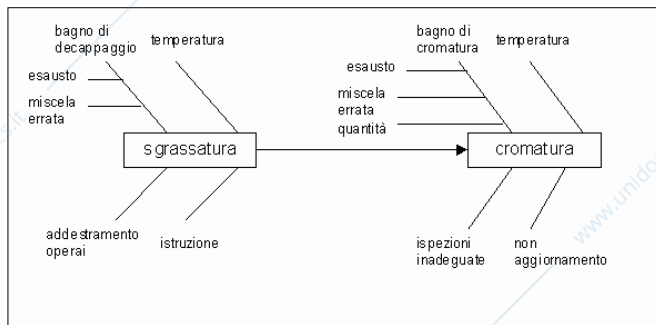 bagno di
decappaggio
temperatura
esausto
miscela
errata
sgrassatura
addestramento
operai
istruzione
bagno di
cromatura
temperatura
esausto
miscela
errata
quantità
cromatura
ispezioni
inadeguate
non
aggiornamento